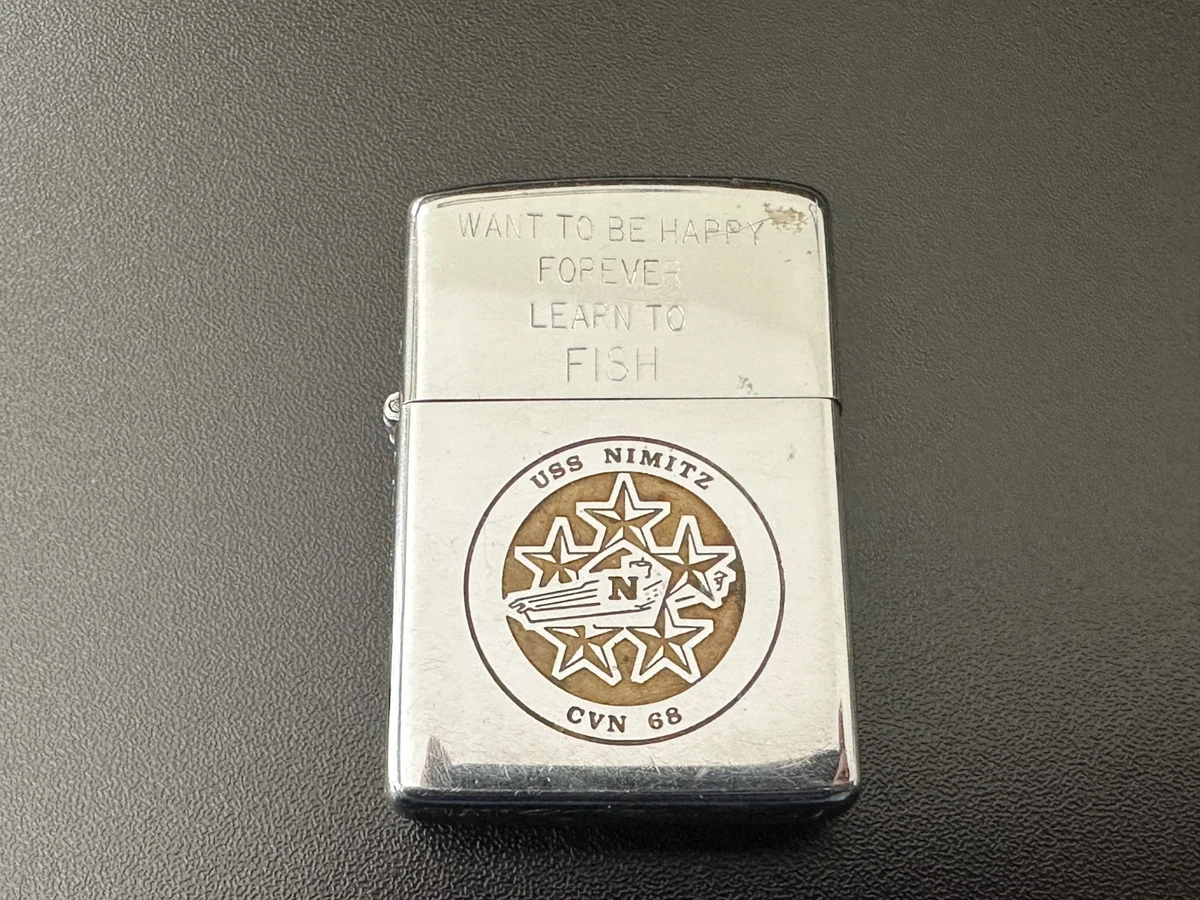 WANT TO BE HAPPY
FOREVER
LEARN TO
FISH
USS NIMITZ
N
CVN 68